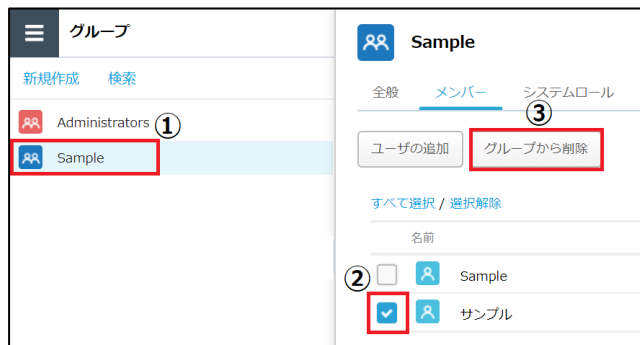 グループ
新規作成 検索
Administrators ①
Sample
Sample
全般 メンバー システムロール
③
ユーザの追加 グループから削除
すべて選択 / 選択解除
名前
② Sample
サンプル